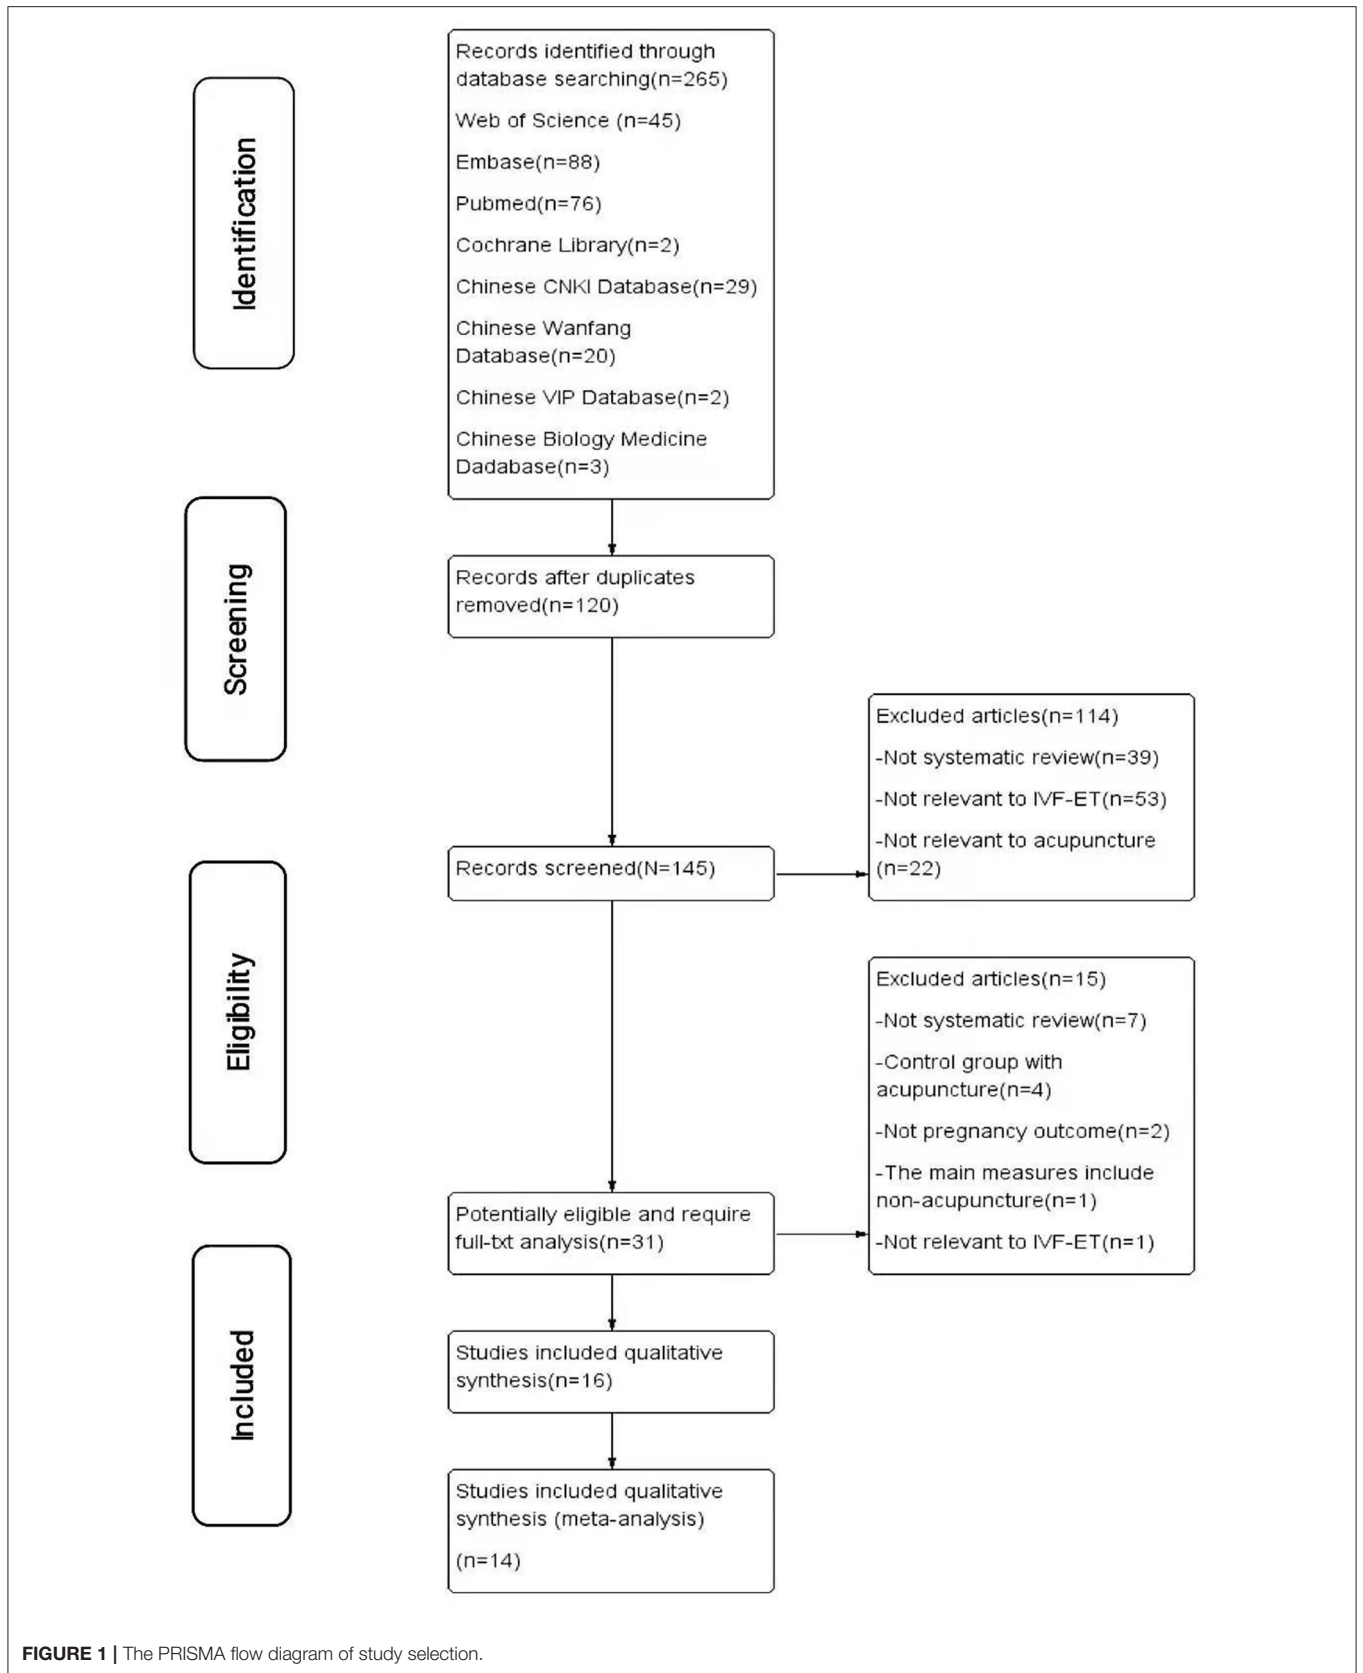 Identification
Records identified through
database searching(n=265)
Web of Science (n=45)
Embase(n=88)
Pubmed(n=76)
Cochrane Library(n=2)
Chinese CNKI Database(n=29)
Chinese Wanfang
Database(n=20)
Chinese VIP Database(n=2)
Chinese Biology Medicine
Dadabase(n=3)
Screening
Records after duplicates
removed(n=120)
Records screened(N=145)
Excluded articles(n=114)
-Not systematic review(n=39)
-Not relevant to IVF-ET(n=53)
-Not relevant to acupuncture
(n=22)
Eligibility
Potentially eligible and require
full-txt analysis(n=31)
Excluded articles(n=15)
-Not systematic review(n=7)
-Control group with
acupuncture(n=4)
-Not pregnancy outcome(n=2)
-The main measures include
non-acupuncture(n=1)
-Not relevant to IVF-ET(n=1)
Included
Studies included qualitative
synthesis(n=16)
Studies included qualitative
synthesis (meta-analysis)
(n=14)
FIGURE 1 | The PRISMA flow diagram of study selection.